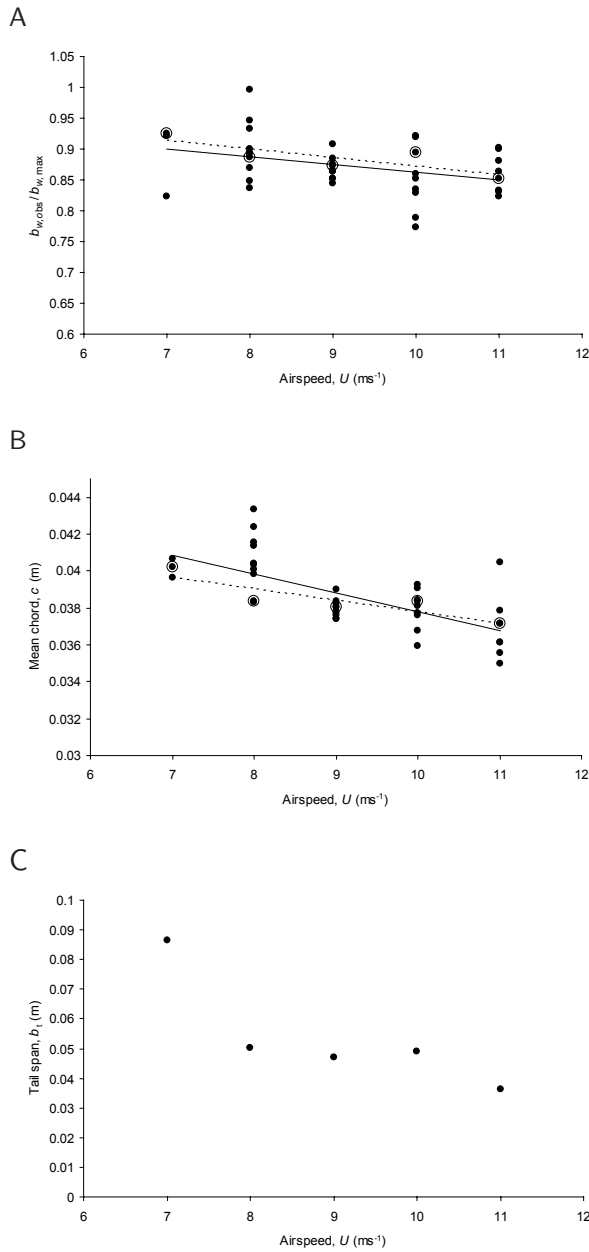 A
1.05
1
0.95
0.9
0.85
0.8
0.75
0.7
0.65
0.6
b_w,obs / b_w,max
6 7 8 9 10 11 12
Airspeed, U (ms⁻¹)
B
0.044
0.042
0.04
0.038
0.036
0.034
0.032
0.03
Mean chord, c (m)
6 7 8 9 10 11 12
Airspeed, U (ms⁻¹)
C
0.1
0.09
0.08
0.07
0.06
0.05
0.04
0.03
0.02
0.01
0
Tail span, b_t (m)
6 7 8 9 10 11 12
Airspeed, U (ms⁻¹)